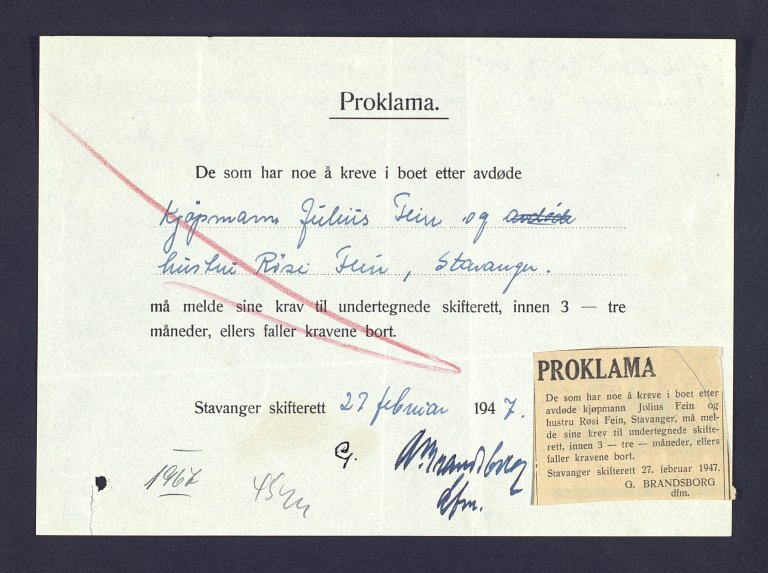 Proklama.
De som har noe å kreve i boet etter avdøde
Kjøpmann Julius Fein og avdøde
hustru Røsi Fein, Stavanger.
må melde sine krav til undertegnede skifterett, innen 3 — tre
måneder, ellers faller kravene bort.
Stavanger skifterett 27 februar 1947.
G. Brandsborg
dfm.
1967
PROKLAMA
De som har noe å kreve i boet etter
avdøde kjøpmann Julius Fein og
hustru Røsi Fein, Stavanger, må mel-
de sine krev til undertegnede skifte-
rett, innen 3 — tre — måneder, ellers
faller kravene bort.
Stavanger skifterett 27. februar 1947.
G. BRANDSBORG
dfm.